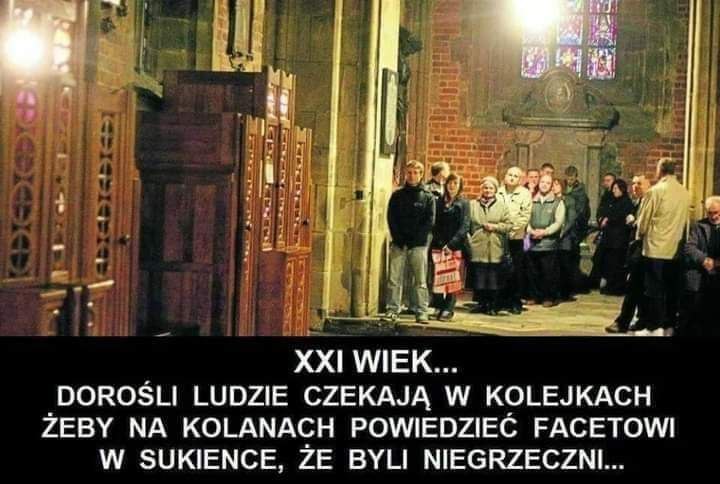 XXI WIEK...
DOROŚLI LUDZIE CZEKAJĄ W KOLEJKACH
ŻEBY NA KOLANACH POWIEDZIEĆ FACETOWI
W SUKIENCE, ŻE BYLI NIEGRZECZNI...